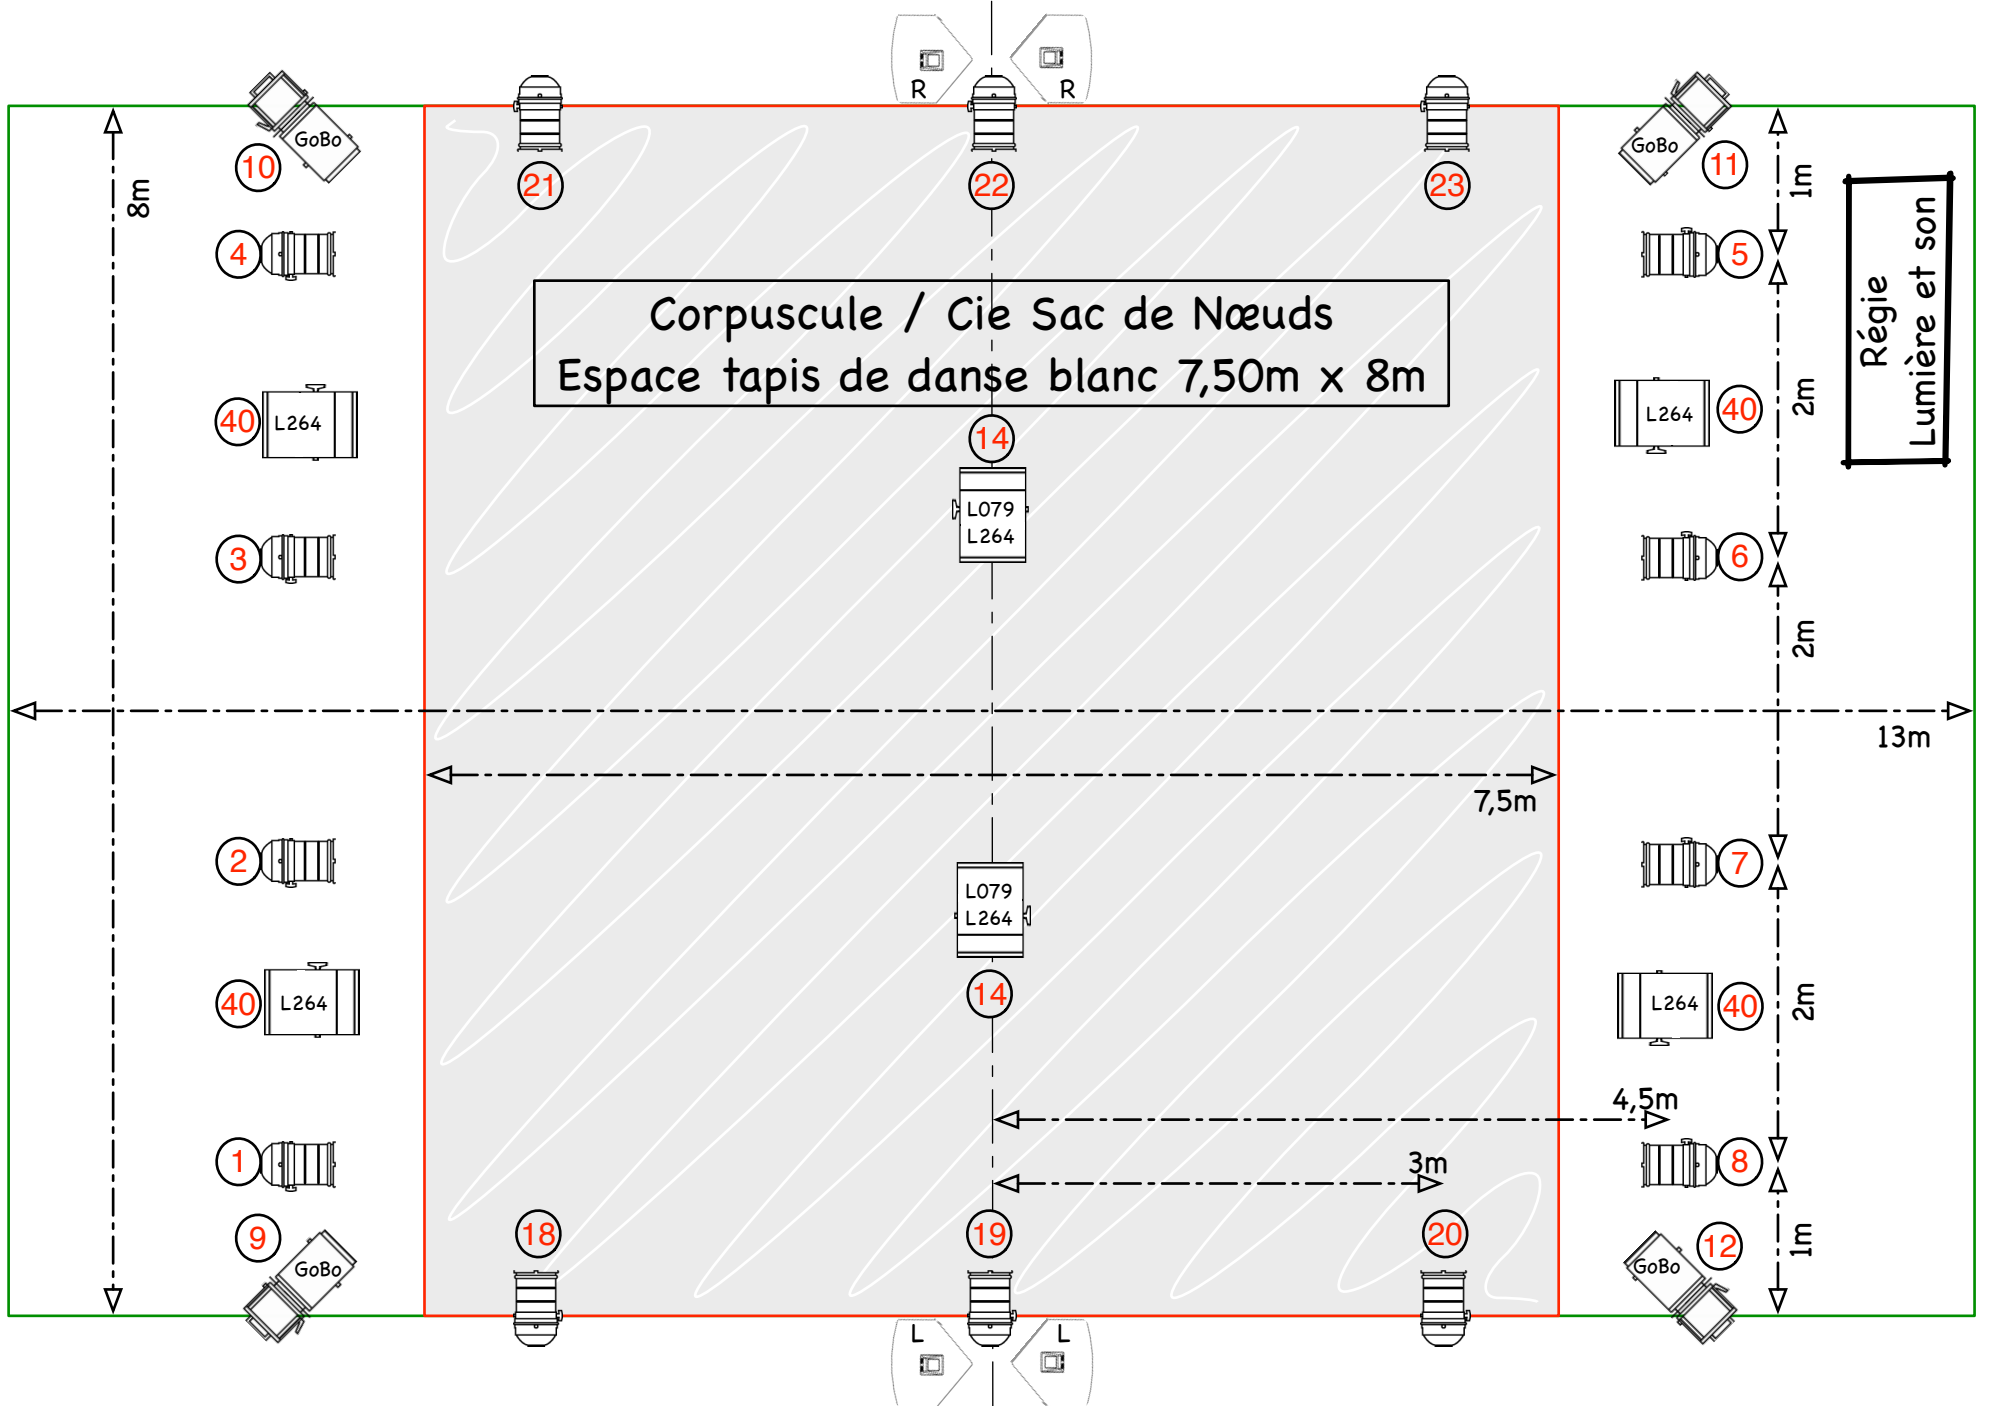 R
R
GoBo
GoBo
10
21
22
23
11
1m
8m
4
5
Régie
Lumière et son
Corpuscule / Cie Sac de Nœuds
Espace tapis de danse blanc 7,50m x 8m
40
L264
14
L264
40
2m
L079
L264
3
6
2m
13m
7,5m
2
7
L079
L264
40
L264
14
L264
40
2m
4,5m
1
3m
8
9
18
19
20
12
1m
GoBo
GoBo
L
L